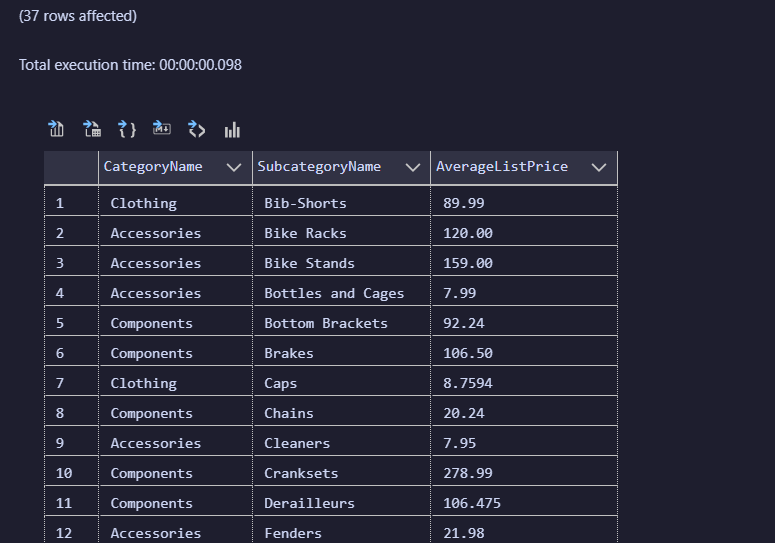 (37 rows affected)
Total execution time: 00:00:00.098
CategoryName SubcategoryName AverageListPrice
1 Clothing Bib-Shorts 89.99
2 Accessories Bike Racks 120.00
3 Accessories Bike Stands 159.00
4 Accessories Bottles and Cages 7.99
5 Components Bottom Brackets 92.24
6 Components Brakes 106.50
7 Clothing Caps 8.7594
8 Components Chains 20.24
9 Accessories Cleaners 7.95
10 Components Cranksets 278.99
11 Components Derailleurs 106.475
12 Accessories Fenders 21.98